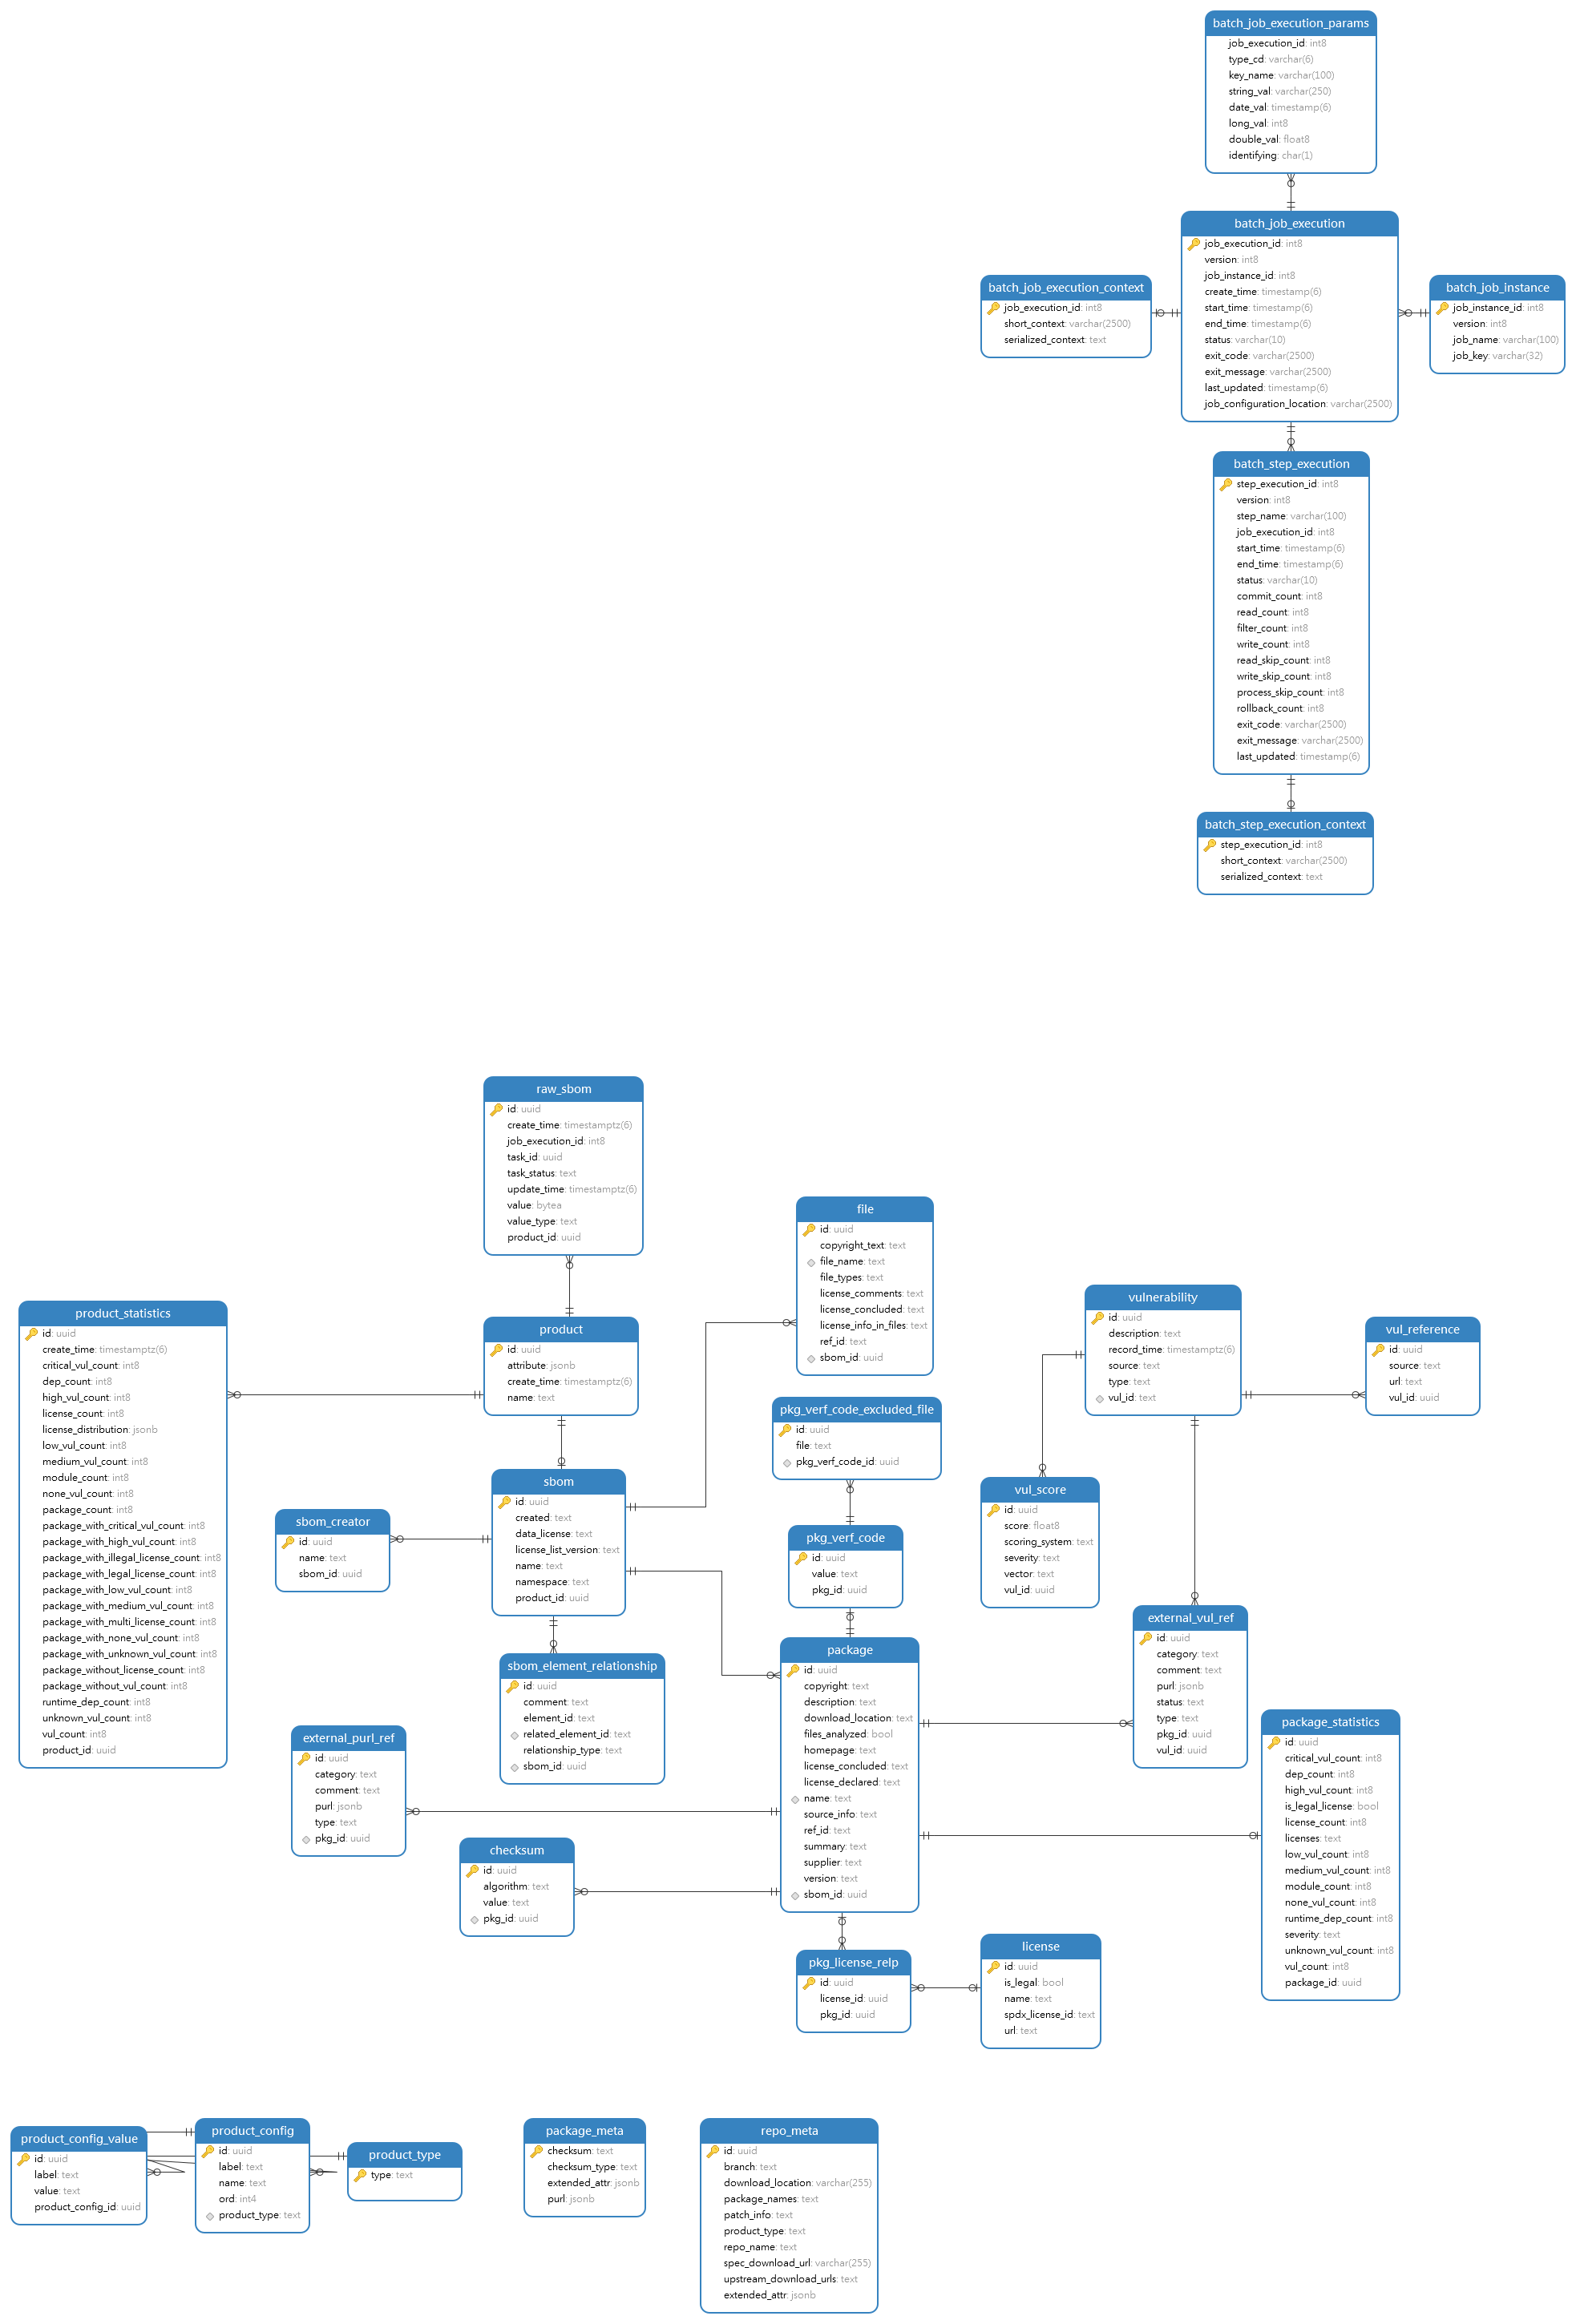 batch_job_execution_params
job_execution_id: int8
type_cd: varchar(6)
key_name: varchar(100)
string_val: varchar(250)
date_val: timestamp(6)
long_val: int8
double_val: float8
identifying: char(1)
batch_job_execution
job_execution_id: int8
version: int8
job_instance_id: int8
create_time: timestamp(6)
start_time: timestamp(6)
end_time: timestamp(6)
status: varchar(10)
exit_code: varchar(2500)
exit_message: varchar(2500)
last_updated: timestamp(6)
job_configuration_location: varchar(2500)
batch_job_execution_context
job_execution_id: int8
short_context: varchar(2500)
serialized_context: text
batch_job_instance
job_instance_id: int8
version: int8
job_name: varchar(100)
job_key: varchar(32)
batch_step_execution
step_execution_id: int8
version: int8
step_name: varchar(100)
job_execution_id: int8
start_time: timestamp(6)
end_time: timestamp(6)
status: varchar(10)
commit_count: int8
read_count: int8
filter_count: int8
write_count: int8
read_skip_count: int8
write_skip_count: int8
process_skip_count: int8
rollback_count: int8
exit_code: varchar(2500)
exit_message: varchar(2500)
last_updated: timestamp(6)
batch_step_execution_context
step_execution_id: int8
short_context: varchar(2500)
serialized_context: text
raw_sbom
id: uuid
create_time: timestamptz(6)
job_execution_id: int8
task_id: uuid
task_status: text
update_time: timestamptz(6)
value: bytea
value_type: text
product_id: uuid
file
id: uuid
copyright_text: text
file_name: text
file_types: text
license_comments: text
license_concluded: text
license_info_in_files: text
ref_id: text
sbom_id: uuid
vulnerability
id: uuid
description: text
record_time: timestamptz(6)
source: text
type: text
vul_id: text
vul_reference
id: uuid
source: text
url: text
vul_id: uuid
product_statistics
id: uuid
create_time: timestamptz(6)
critical_vul_count: int8
dep_count: int8
high_vul_count: int8
license_count: int8
license_distribution: jsonb
low_vul_count: int8
medium_vul_count: int8
module_count: int8
none_vul_count: int8
package_count: int8
package_with_critical_vul_count: int8
package_with_high_vul_count: int8
package_with_illegal_license_count: int8
package_with_legal_license_count: int8
package_with_low_vul_count: int8
package_with_medium_vul_count: int8
package_with_multi_license_count: int8
package_with_none_vul_count: int8
package_with_unknown_vul_count: int8
package_without_license_count: int8
package_without_vul_count: int8
runtime_dep_count: int8
unknown_vul_count: int8
vul_count: int8
product_id: uuid
product
id: uuid
attribute: jsonb
create_time: timestamptz(6)
name: text
pkg_verf_code_excluded_file
id: uuid
file: text
pkg_verf_code_id: uuid
sbom
id: uuid
created: text
data_license: text
license_list_version: text
name: text
namespace: text
product_id: uuid
sbom_creator
id: uuid
name: text
sbom_id: uuid
pkg_verf_code
id: uuid
value: text
pkg_id: uuid
vul_score
id: uuid
score: float8
scoring_system: text
severity: text
vector: text
vul_id: uuid
external_vul_ref
id: uuid
category: text
comment: text
purl: jsonb
status: text
type: text
pkg_id: uuid
vul_id: uuid
sbom_element_relationship
id: uuid
comment: text
element_id: text
related_element_id: text
relationship_type: text
sbom_id: uuid
package
id: uuid
copyright: text
description: text
download_location: text
files_analyzed: bool
homepage: text
license_concluded: text
license_declared: text
name: text
source_info: text
ref_id: text
summary: text
supplier: text
version: text
sbom_id: uuid
external_purl_ref
id: uuid
category: text
comment: text
purl: jsonb
type: text
pkg_id: uuid
package_statistics
id: uuid
critical_vul_count: int8
dep_count: int8
high_vul_count: int8
is_legal_license: bool
license_count: int8
licenses: text
low_vul_count: int8
medium_vul_count: int8
module_count: int8
none_vul_count: int8
runtime_dep_count: int8
severity: text
unknown_vul_count: int8
vul_count: int8
package_id: uuid
checksum
id: uuid
algorithm: text
value: text
pkg_id: uuid
pkg_license_relp
id: uuid
license_id: uuid
pkg_id: uuid
license
id: uuid
is_legal: bool
name: text
spdx_license_id: text
url: text
product_config_value
id: uuid
label: text
value: text
product_config_id: uuid
product_config
id: uuid
label: text
name: text
ord: int4
product_type: text
product_type
type: text
package_meta
checksum: text
checksum_type: text
extended_attr: jsonb
purl: jsonb
repo_meta
id: uuid
branch: text
download_location: varchar(255)
package_names: text
patch_info: text
product_type: text
repo_name: text
spec_download_url: varchar(255)
upstream_download_urls: text
extended_attr: jsonb